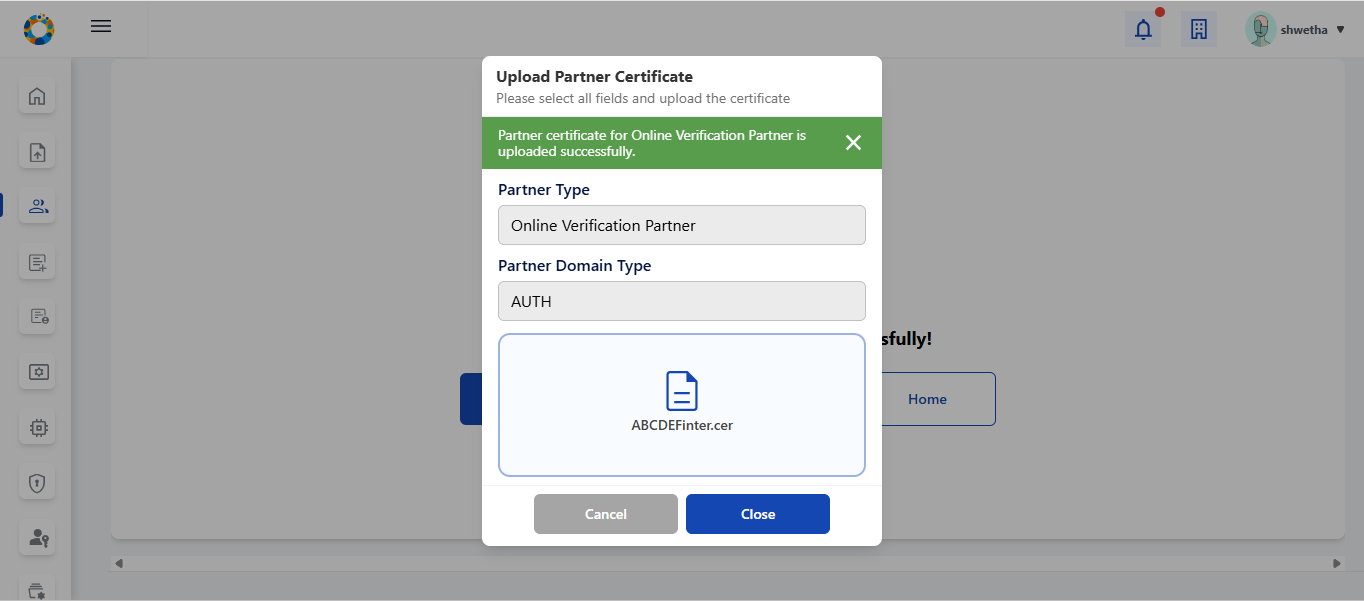 shwetha
Upload Partner Certificate
Please select all fields and upload the certificate
Partner certificate for Online Verification Partner is
uploaded successfully.
Partner Type
Online Verification Partner
Partner Domain Type
AUTH
sfully!
Home
ABCDEFinter.cer
Cancel
Close